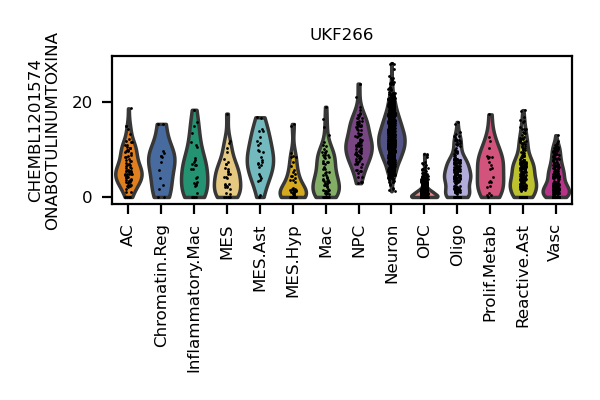 UKF266
CHEMBL1201574
ONABOTULINUMTOXINA
20
0
AC
Chromatin.Reg
Inflammatory.Mac
MES
MES.Ast
MES.Hyp
Mac
NPC
Neuron
OPC
Oligo
Prolif.Metab
Reactive.Ast
Vasc